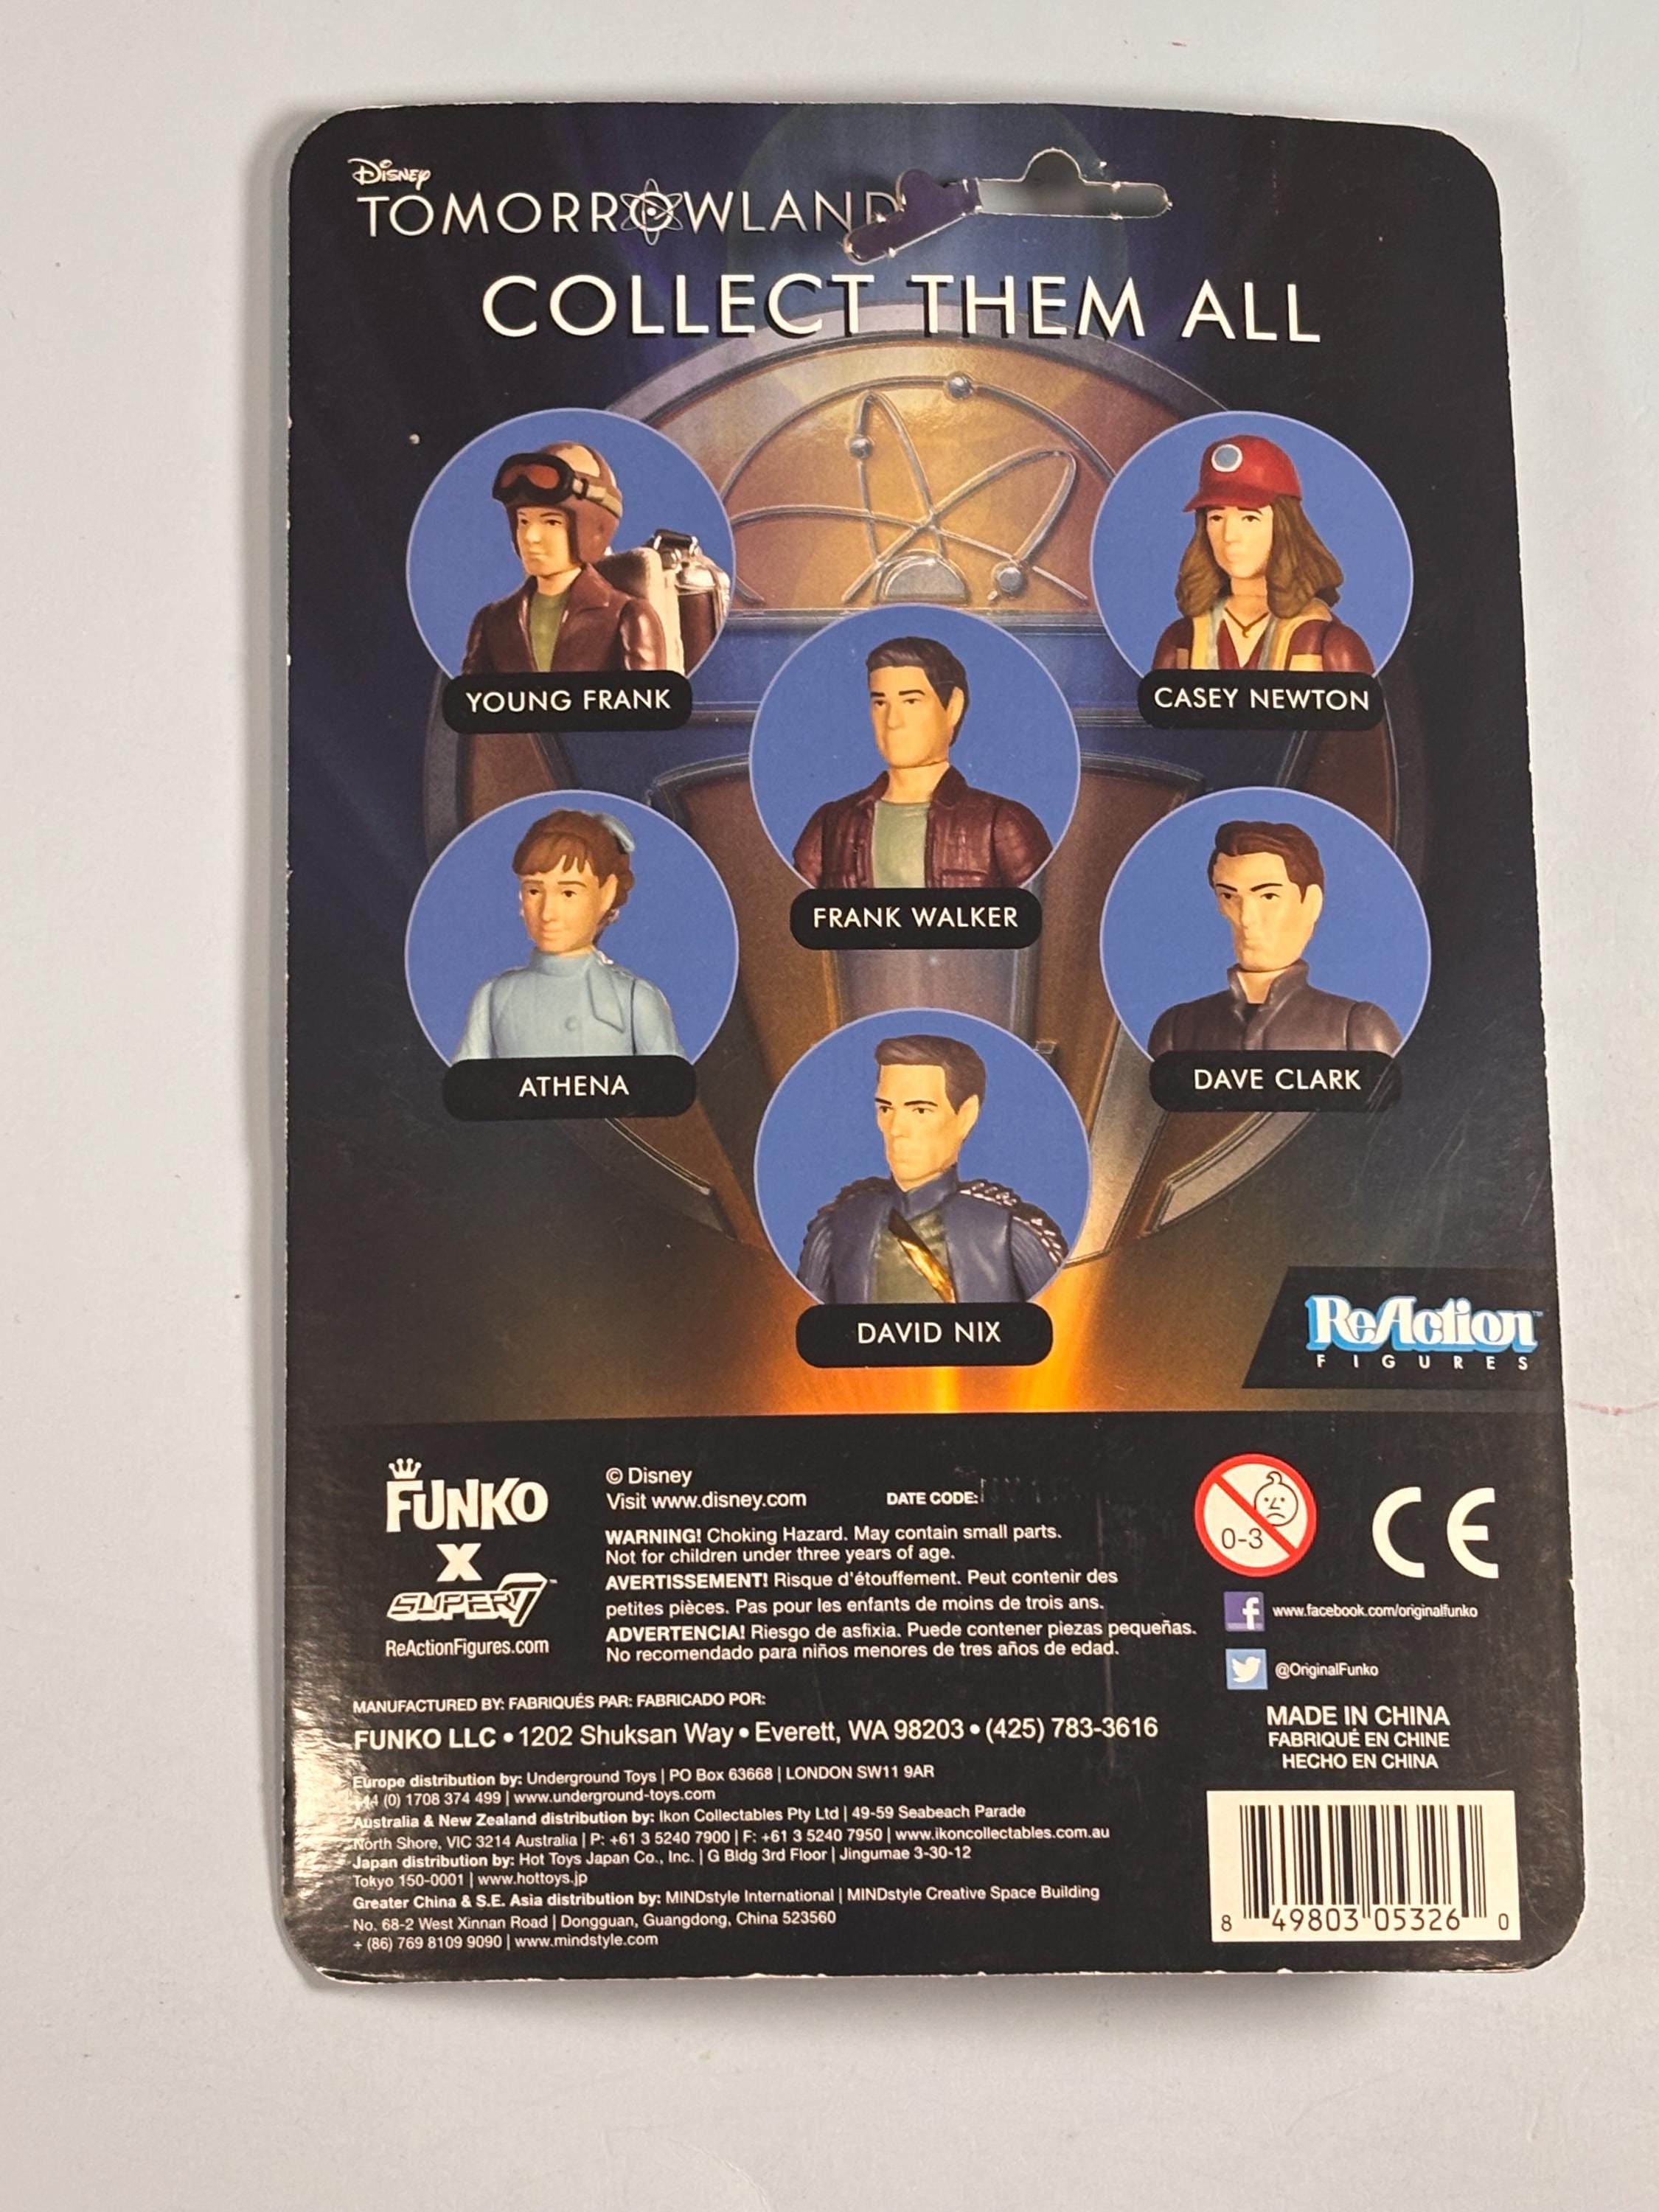 Disney
TOMORROWLAND
COLLECT THEM ALL
YOUNG FRANK
CASEY NEWTON
FRANK WALKER
ATHENA
DAVE CLARK
DAVID NIX
ReAction™
FIGURES
FUNKO
X
SUPER7™
ReActionFigures.com
© Disney
Visit www.disney.com
DATE CODE:
WARNING! Choking Hazard. May contain small parts.
Not for children under three years of age.
AVERTISSEMENT! Risque d'étouffement. Peut contenir des
petites pièces. Pas pour les enfants de moins de trois ans.
ADVERTENCIA! Riesgo de asfixia. Puede contener piezas pequeñas.
No recomendado para niños menores de tres años de edad.
0-3
CE
f www.facebook.com/originalfunko
@OriginalFunko
MANUFACTURED BY: FABRIQUÉS PAR: FABRICADO POR:
FUNKO LLC • 1202 Shuksan Way • Everett, WA 98203 • (425) 783-3616
MADE IN CHINA
FABRIQUÉ EN CHINE
HECHO EN CHINA
Europe distribution by: Underground Toys | PO Box 63668 | LONDON SW11 9AR
+44 (0) 1708 374 499 | www.underground-toys.com
Australia & New Zealand distribution by: Ikon Collectables Pty Ltd | 49-59 Seabeach Parade
North Shore, VIC 3214 Australia | P: +61 3 5240 7900 | F: +61 3 5240 7950 | www.ikoncollectables.com.au
Japan distribution by: Hot Toys Japan Co., Inc. | G Bldg 3rd Floor | Jingumae 3-30-12
Tokyo 150-0001 | www.hottoys.jp
Greater China & S.E. Asia distribution by: MINDstyle International | MINDstyle Creative Space Building
No. 68-2 West Xinnan Road | Dongguan, Guangdong, China 523560
+ (86) 769 8109 9090 | www.mindstyle.com
8 49803 05326 0